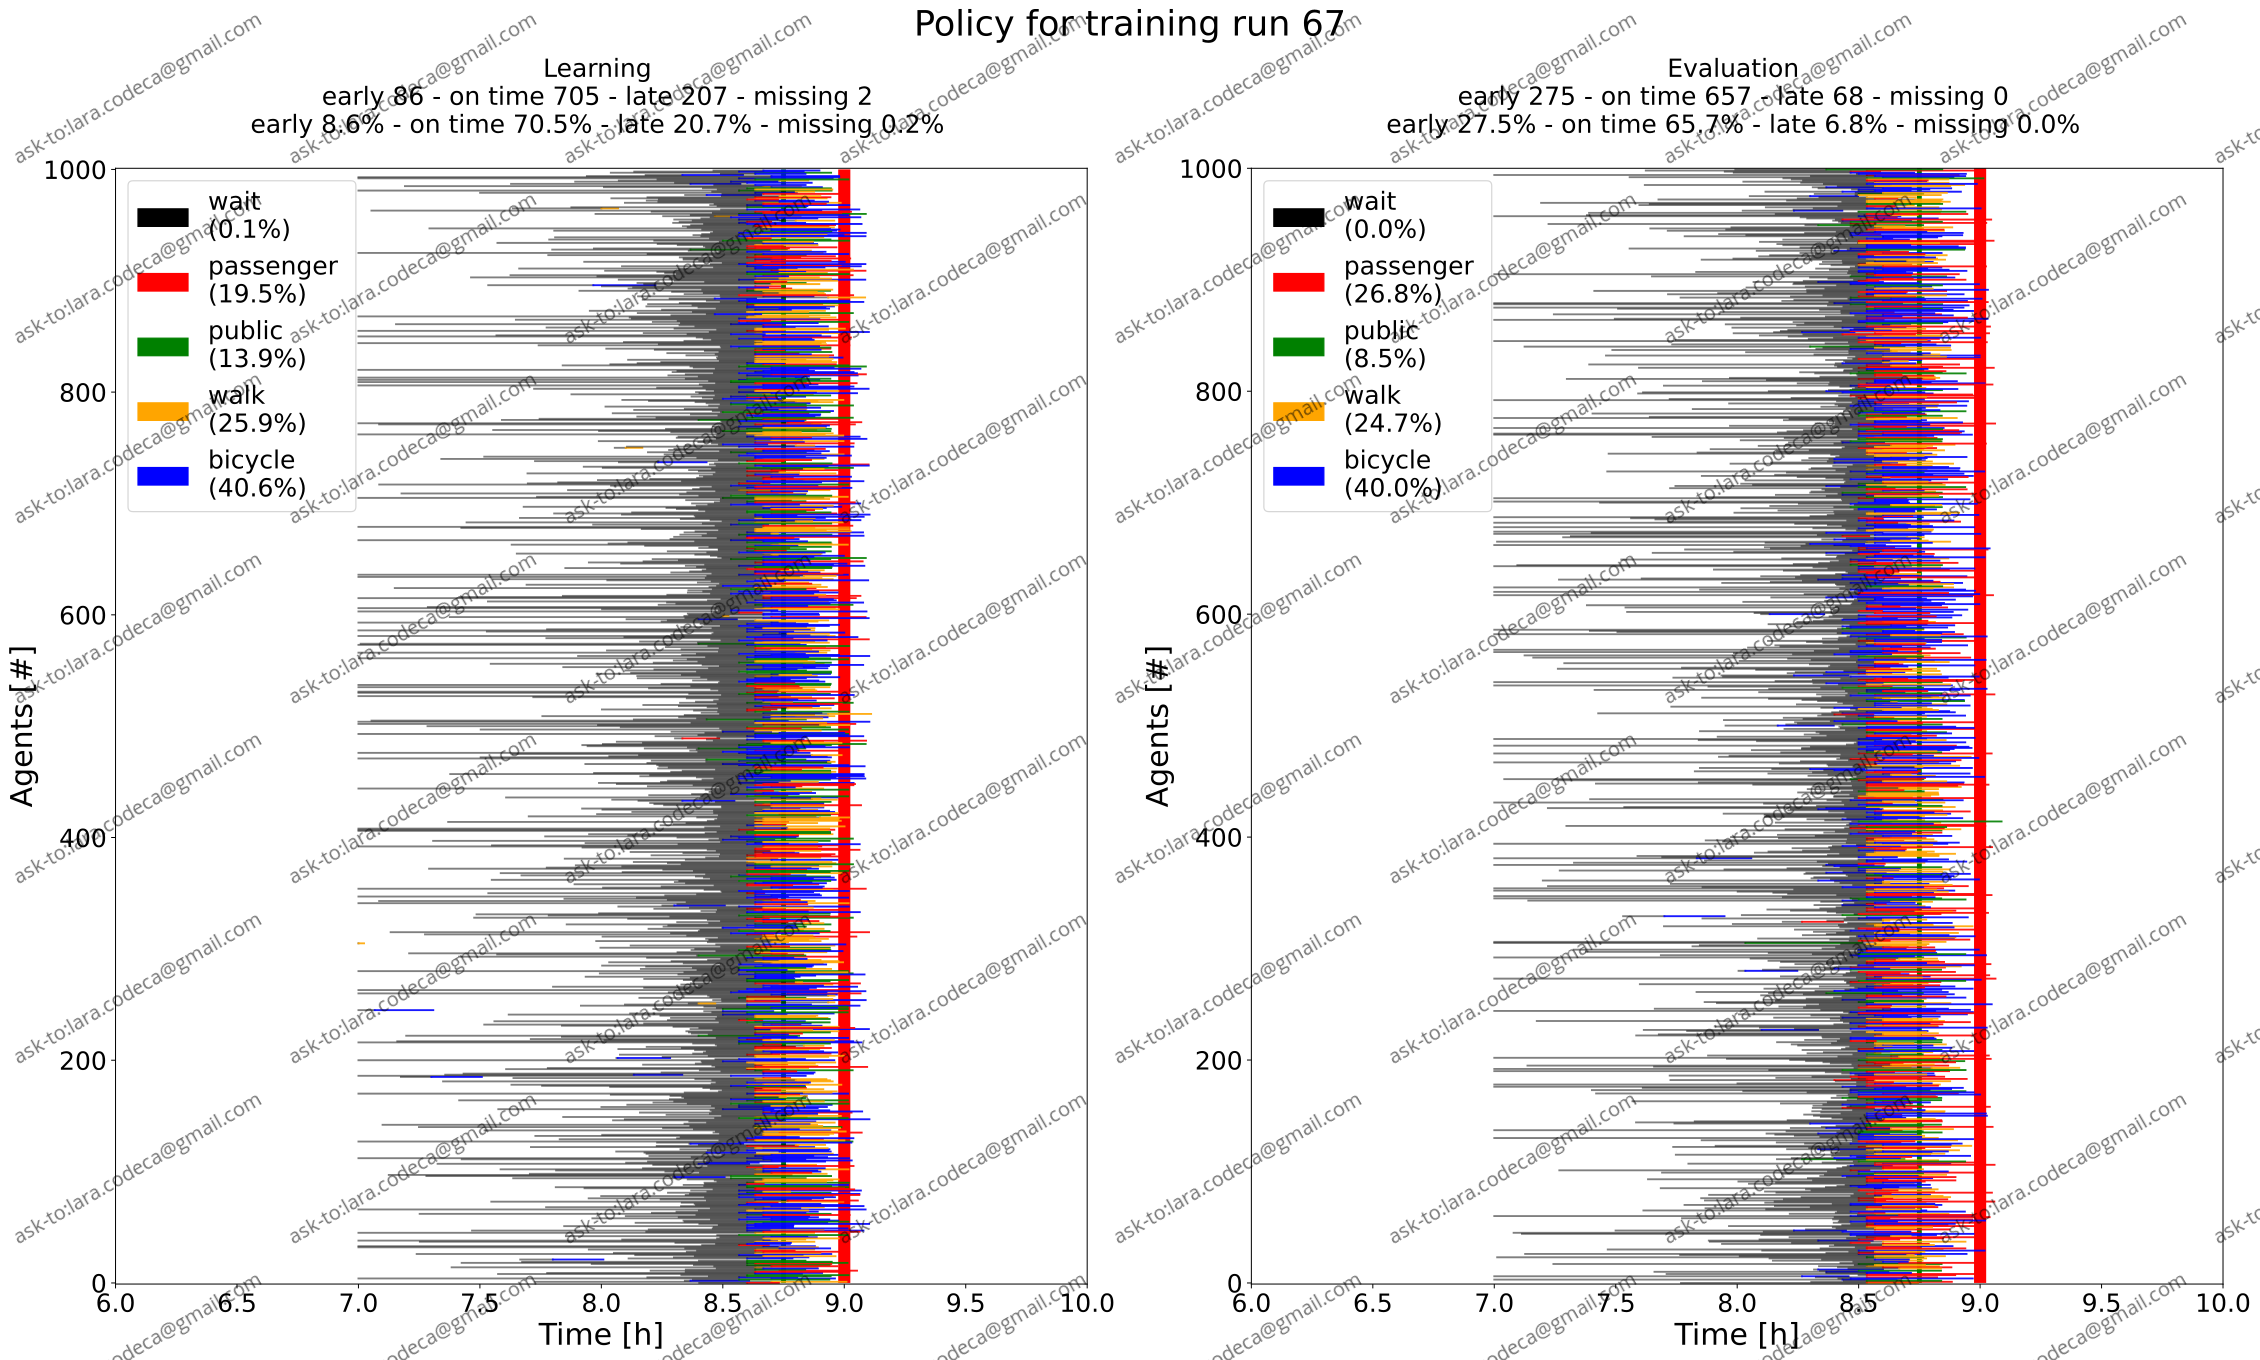 Policy for training run 67
Learning
early 86 - on time 705 - late 207 - missing 2
early 8.6% - on time 70.5% - late 20.7% - missing 0.2%
Agents [#]
1000
800
600
400
200
0
wait
(0.1%)
passenger
(19.5%)
public
(13.9%)
walk
(25.9%)
bicycle
(40.6%)
6.0 6.5 7.0 7.5 8.0 8.5 9.0 9.5 10.0
Time [h]
Evaluation
early 275 - on time 657 - late 68 - missing 0
early 27.5% - on time 65.7% - late 6.8% - missing 0.0%
Agents [#]
1000
800
600
400
200
0
wait
(0.0%)
passenger
(26.8%)
public
(8.5%)
walk
(24.7%)
bicycle
(40.0%)
6.0 6.5 7.0 7.5 8.0 8.5 9.0 9.5 10.0
Time [h]
ask-to:lara.codeca@gmail.com